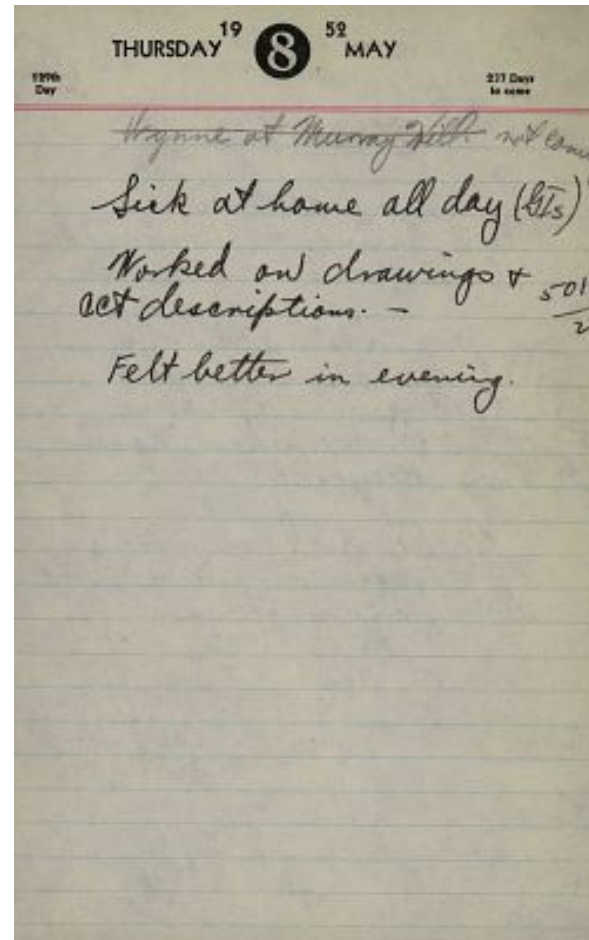 THURSDAY 19 8 52 MAY
129th Day 237 Days to come
Wynne at Murray Hill not
Sick at home all day (GIs)
Worked on drawings +
act descriptions. -
Felt better in evening.